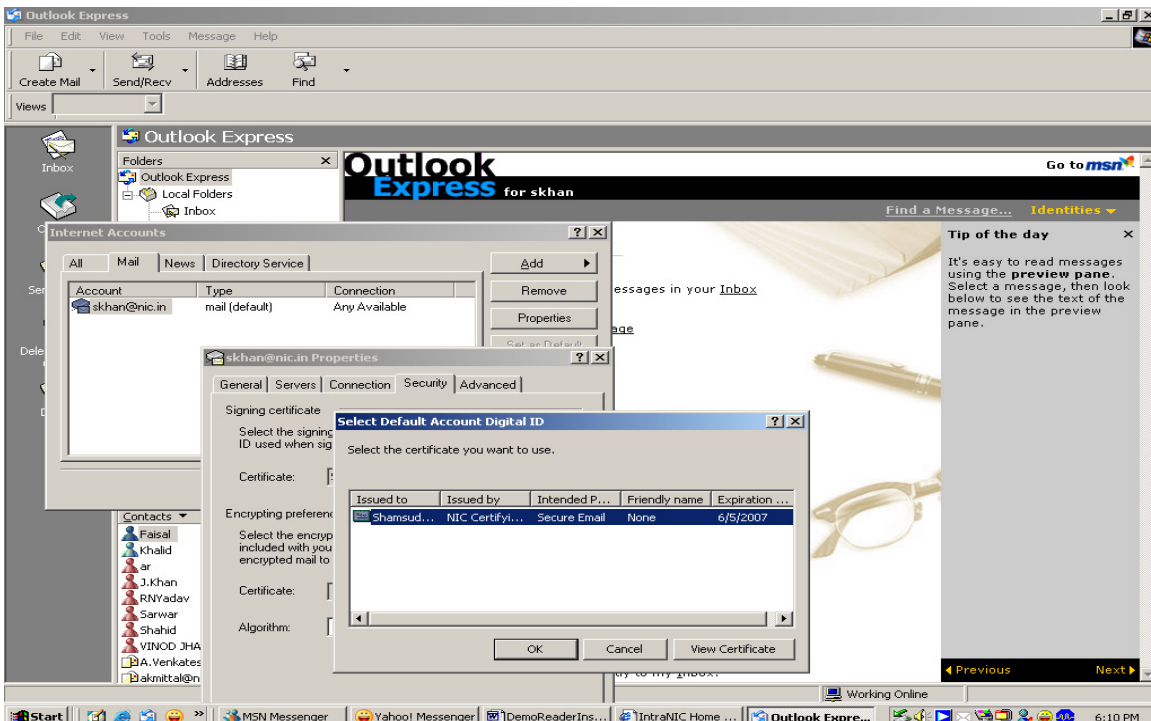 Outlook Express
File Edit View Tools Message Help
Create Mail Send/Recv Addresses Find
Views
Outlook Express
Inbox
Folders
Outlook Express
Local Folders
Inbox
Outlook
Express for skhan
Go to msn
Find a Message... Identities
Tip of the day
It's easy to read messages
using the preview pane.
Select a message, then look
below to see the text of the
message in the preview
pane.
Previous Next
essages in your Inbox
Internet Accounts
All Mail News Directory Service
Account Type Connection
skhan@nic.in mail (default) Any Available
Add
Remove
Properties
Set as Default
skhan@nic.in Properties
General Servers Connection Security Advanced
Signing certificate
Select the signing
ID used when sig
Certificate:
Encrypting preferen
Select the encryp
included with you
encrypted mail to
Certificate:
Algorithm:
Select Default Account Digital ID
Select the certificate you want to use.
Issued to Issued by Intended P... Friendly name Expiration ...
Shamsud... NIC Certifyi... Secure Email None 6/5/2007
OK Cancel View Certificate
Contacts
Faisal
Khalid
ar
J.Khan
RNYadav
Sarwar
Shahid
VINOD JHA
A.Venkates
akmittal@n
Working Online
Start MSN Messenger Yahoo! Messenger DemoReaderIns... IntraNIC Home ... Outlook Expre... 6:10 PM